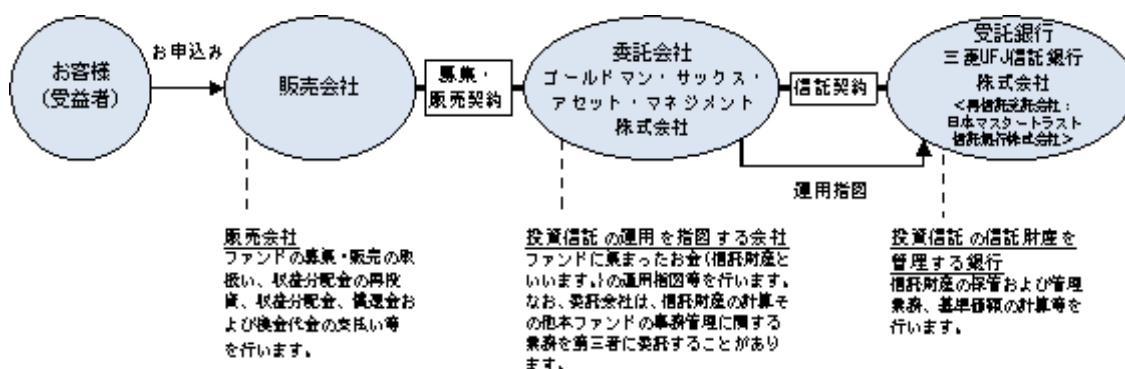 お客様
(受益者)
お申込み
販売会社
募集・
販売契約
委託会社
ゴールドマン・サックス・
アセット・マネジメント
株式会社
信託契約
受託銀行
三菱UFJ信託銀行
株式会社
<再信託受託会社:
日本マスタートラスト
信託銀行株式会社>
運用指図
販売会社
ファンドの募集・販売の取
扱い、収益分配金の再投
資、収益分配金、償還金お
よび換金代金の支払い等
を行います。
投資信託の運用を指図する会社
ファンドに集まったお金(信託財産と
いいます。)の運用指図等を行います。
なお、委託会社は、信託財産の計算そ
の他本ファンドの事務管理に関する
業務を第三者に委託することがあり
ます。
投資信託の信託財産を
管理する銀行
信託財産の保管および管理
業務、基準価額の計算等を
行います。